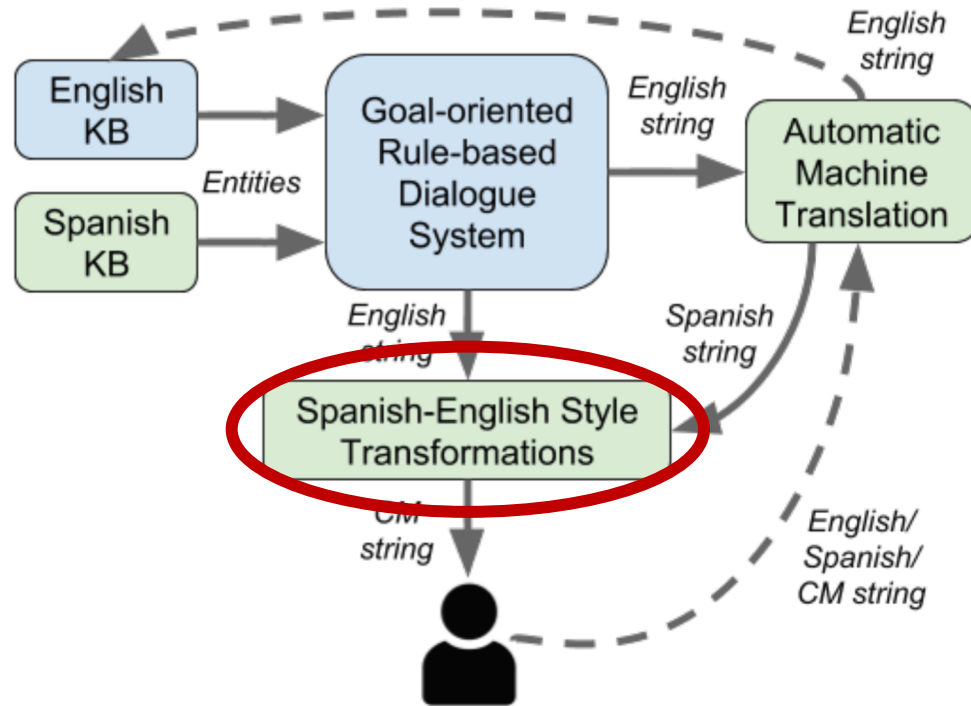 English
string
English
KB
Goal-oriented
Rule-based
Dialogue
System
English
string
Automatic
Machine
Translation
Entities
Spanish
KB
English
string
Spanish
string
Spanish-English Style
Transformations
CM
string
English/
Spanish/
CM string